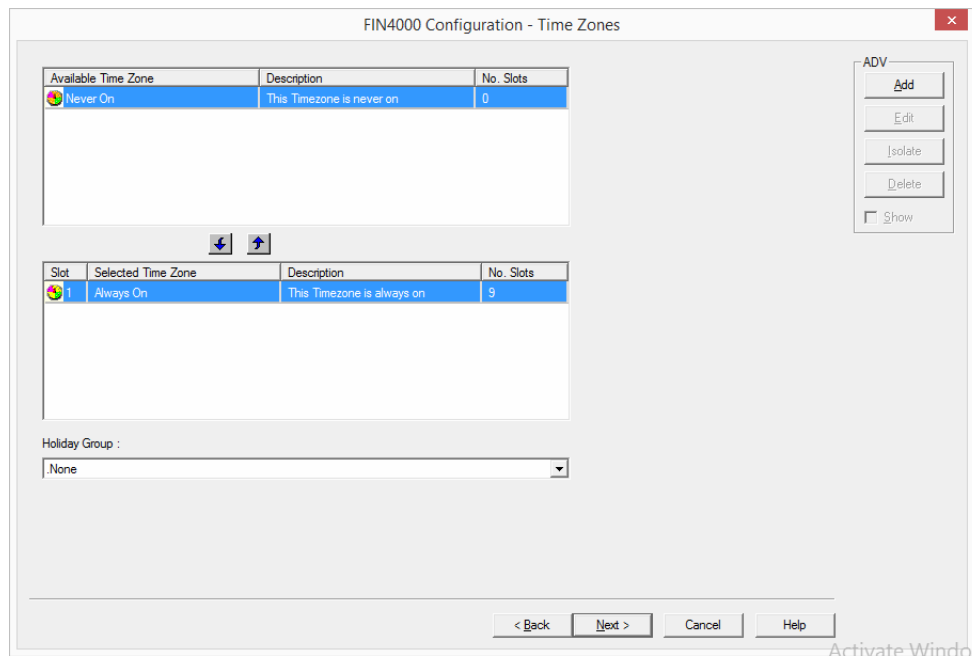 FIN4000 Configuration - Time Zones
Available Time Zone Description No. Slots
Never On This Timezone is never on 0
ADV
Add
Edit
Isolate
Delete
Show
Slot Selected Time Zone Description No. Slots
1 Always On This Timezone is always on 9
Holiday Group :
.None
< Back Next > Cancel Help
Activate Windo